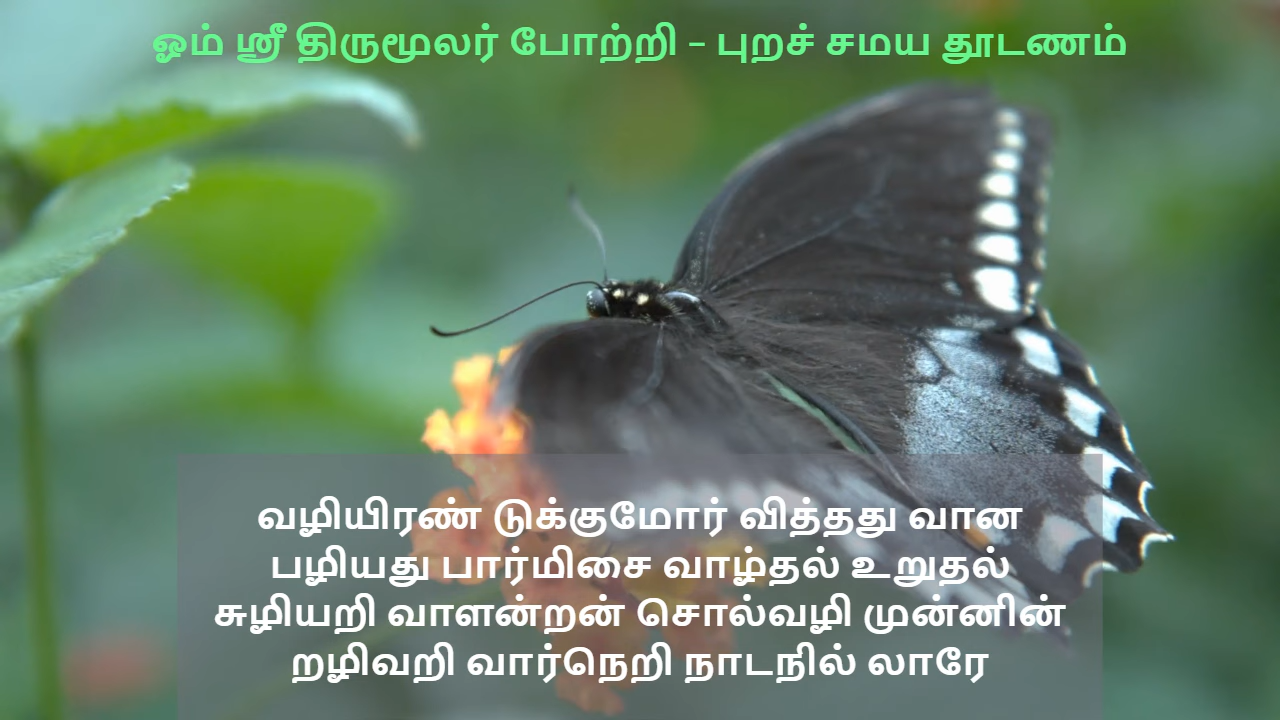 ஓம் ஸ்ரீ திருமூலர் போற்றி - புறச் சமய தூடணம்
வழியிரண் டுக்குமோர் வித்தது வான
பழியது பார்மிசை வாழ்தல் உறுதல்
சுழியறி வாளன்றன் சொல்வழி முன்னின்
றழிவறி வார்நெறி நாடநில் லாரே